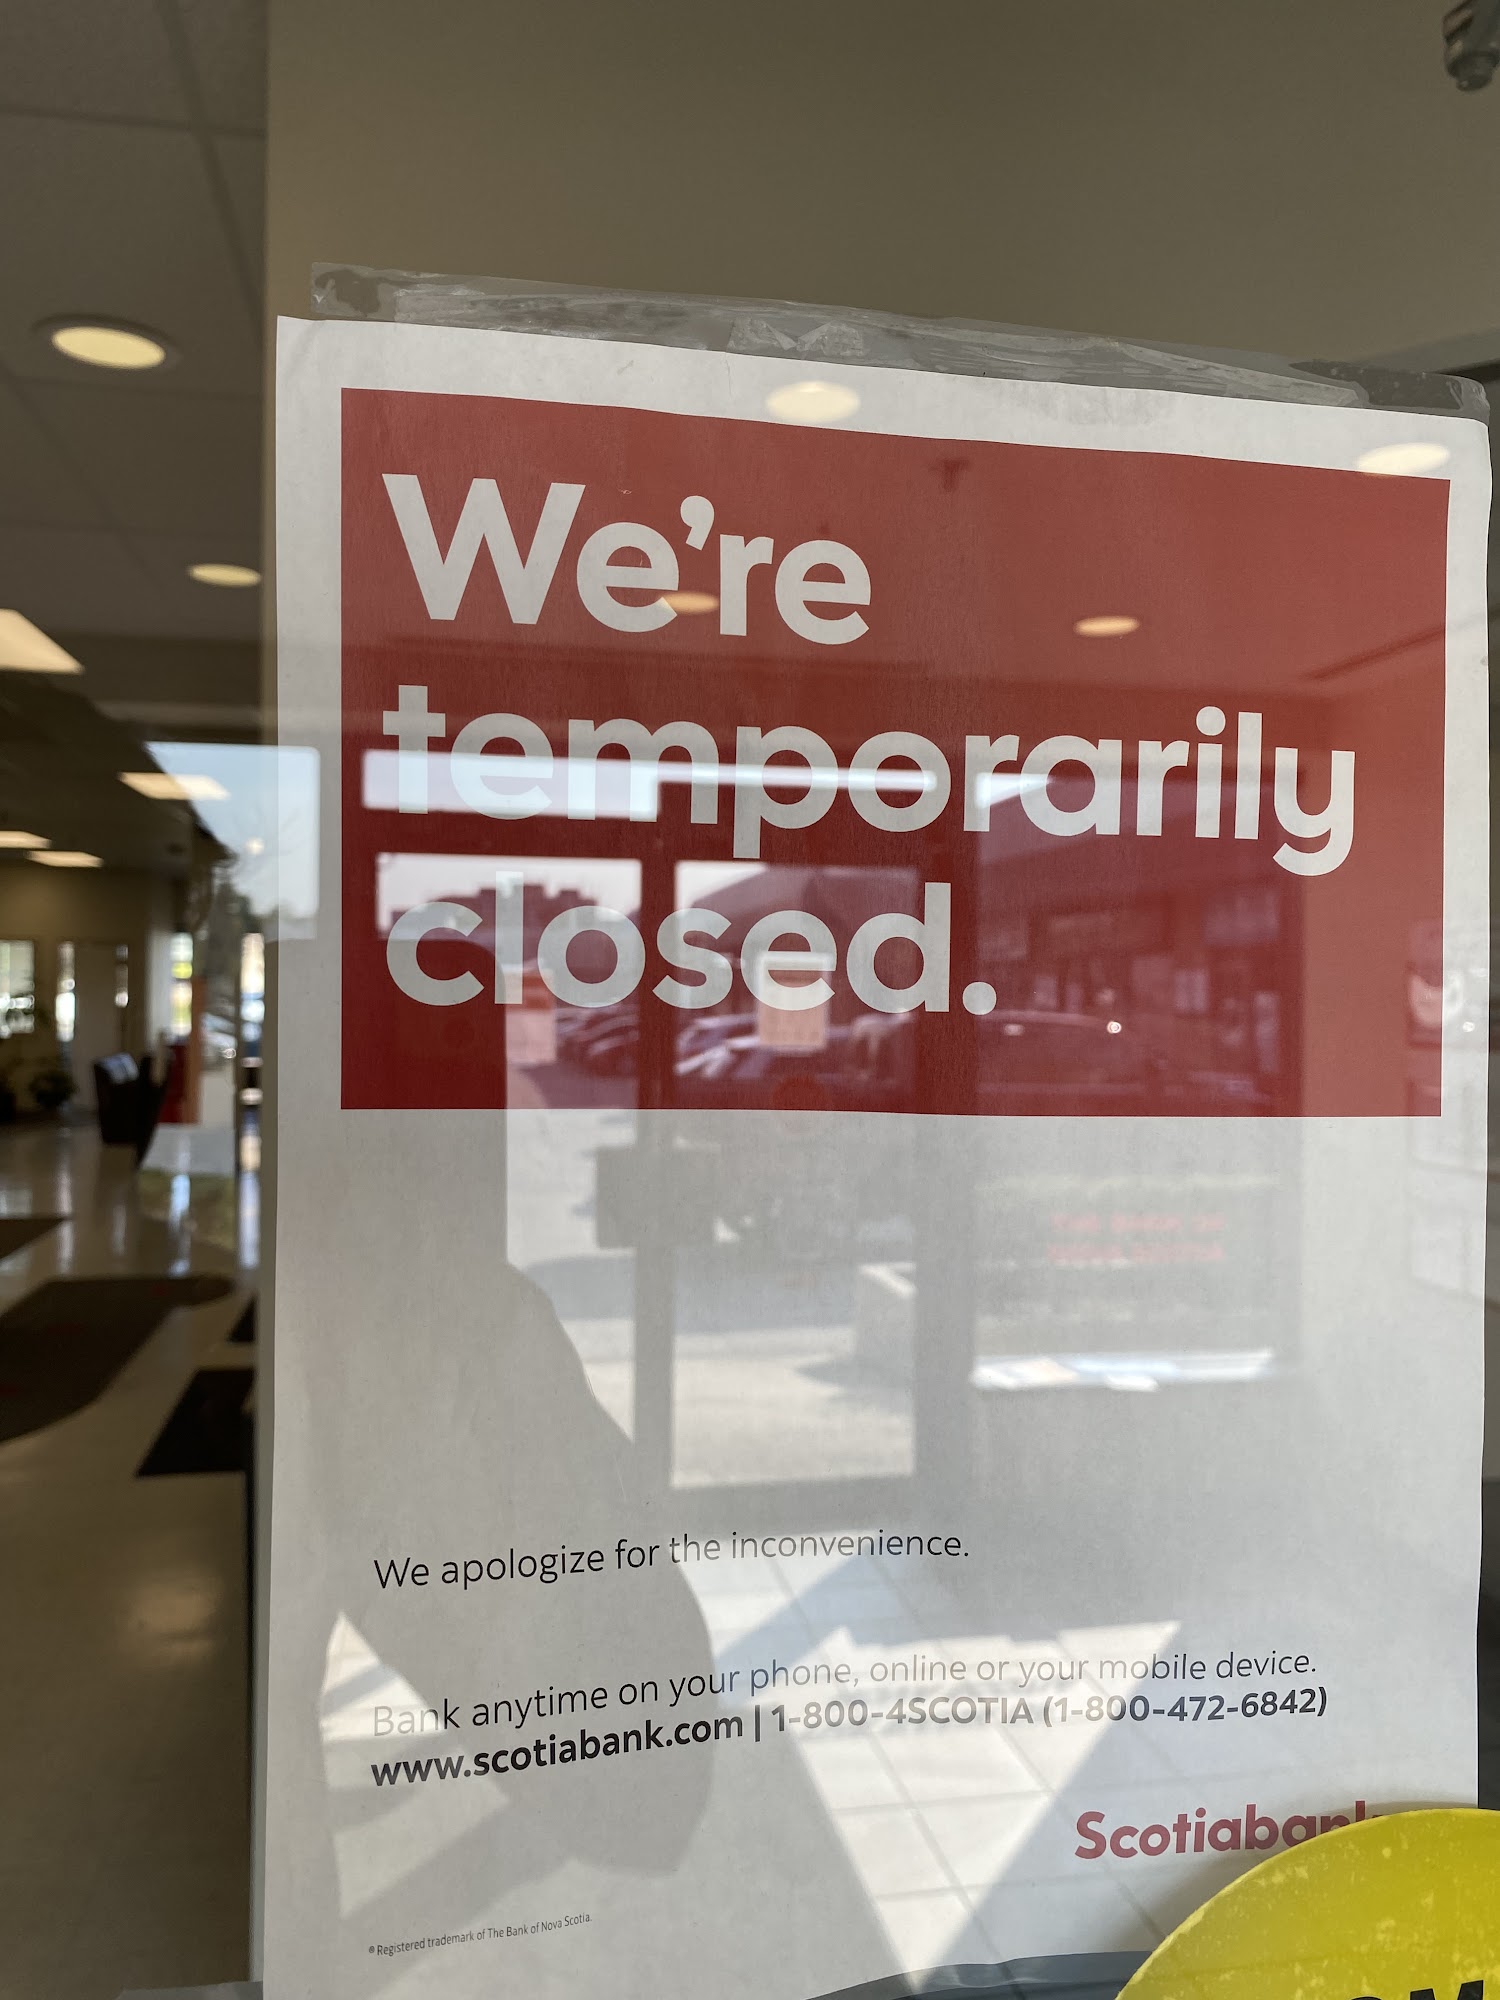 We're
temporarily
closed.
We apologize for the inconvenience.
Bank anytime on your phone, online or your mobile device.
www.scotiabank.com | 1-800-4SCOTIA (1-800-472-6842)
Scotiabank
® Registered trademark of The Bank of Nova Scotia.